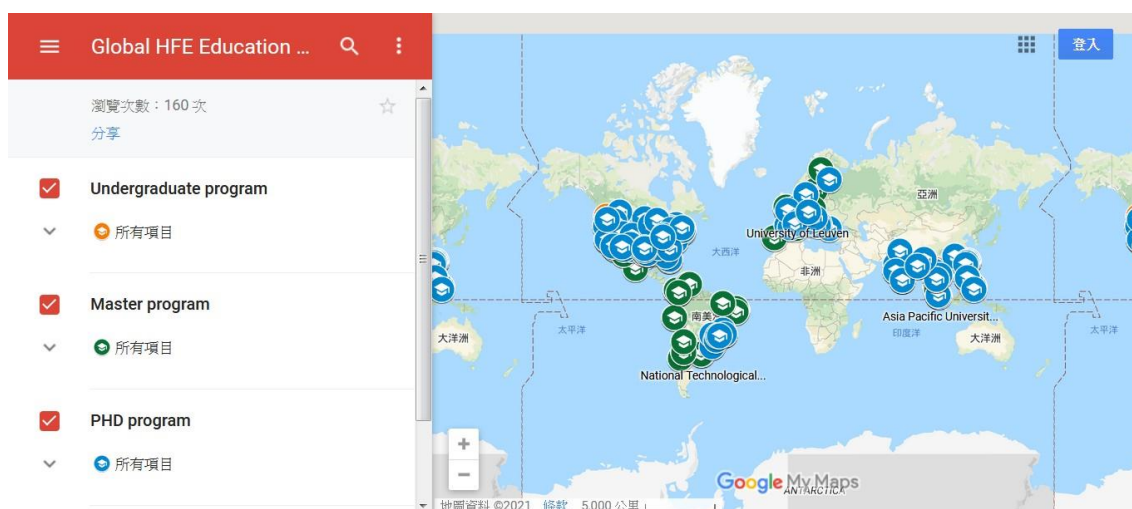 Global HFE Education ...
登入
瀏覽次數：160 次
分享
Undergraduate program
所有項目
Master program
所有項目
PHD program
所有項目
亞洲
University of Leuven
大西洋
非洲
南美
太平洋
大洋洲
Asia Pacific Universit...
印度洋
大洋洲
太平洋
National Technological...
+
−
Google My Maps
ANTARCTICA
地圖資料 ©2021 條款 5,000 公里